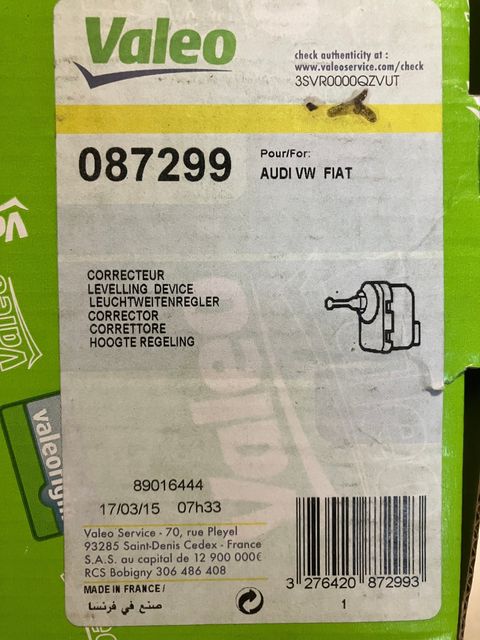 Valeo
check authenticity at :
www.valeoservice.com/check
3SVR0000QZVUT
087299
Pour/For:
AUDI VW FIAT
CORRECTEUR
LEVELLING DEVICE
LEUCHTWEITENREGLER
CORRECTOR
CORRETTORE
HOOGTE REGELING
Valeo
Valeo
valeorigin
89016444
17/03/15 07h33
Valeo Service - 70, rue Pleyel
93285 Saint-Denis Cedex - France
S.A.S. au capital de 12 900 000€
RCS Bobigny 306 486 408
MADE IN FRANCE /
صنع في فرنسا
3 276420 872993
1